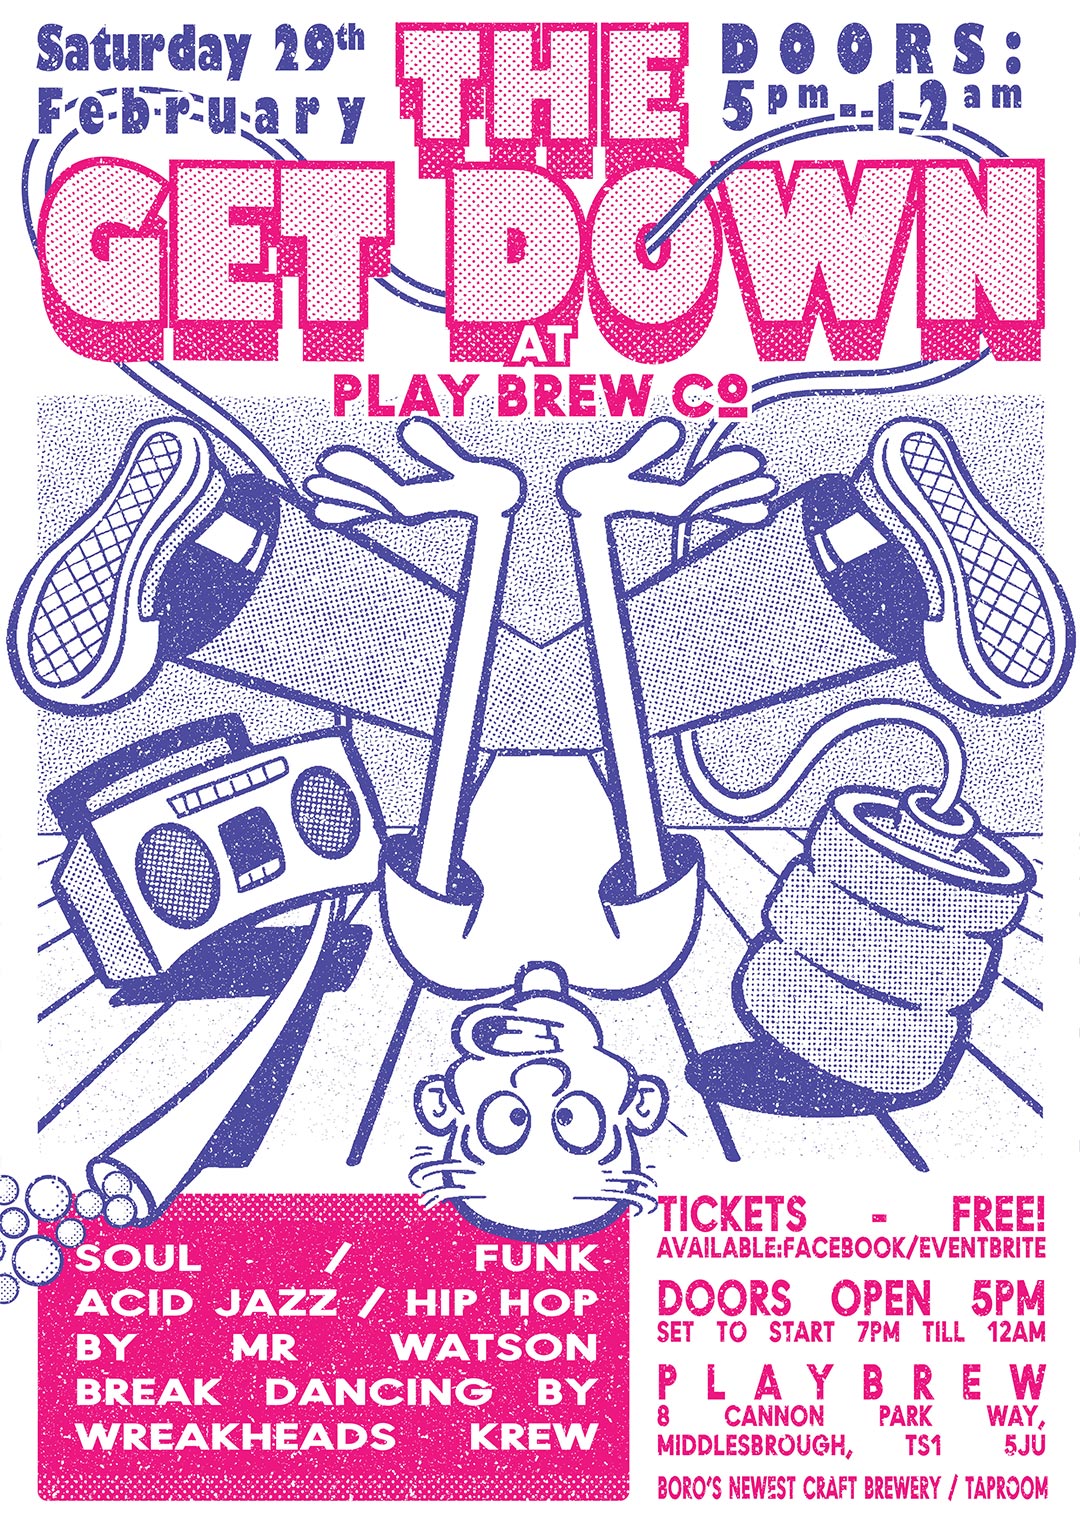 Saturday 29th
February
THE
DOORS:
5pm-12am
GET DOWN
AT
PLAY BREW Co
SOUL / FUNK
ACID JAZZ / HIP HOP
BY MR WATSON
BREAK DANCING BY
WREAKHEADS KREW
TICKETS - FREE!
AVAILABLE:FACEBOOK/EVENTBRITE
DOORS OPEN 5PM
SET TO START 7PM TILL 12AM
PLAYBREW
8 CANNON PARK WAY,
MIDDLESBROUGH, TS1 5JU
BORO'S NEWEST CRAFT BREWERY / TAPROOM